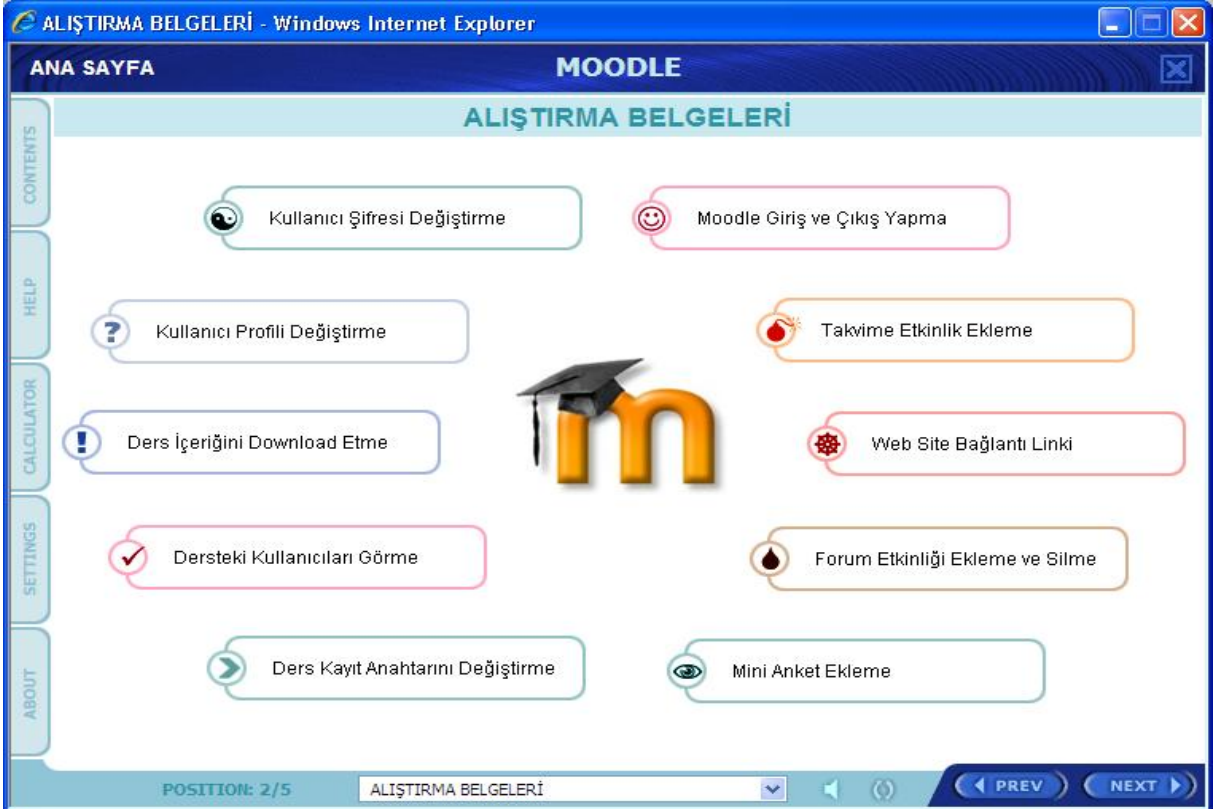 ALIŞTIRMA BELGELERİ - Windows Internet Explorer
ANA SAYFA
MOODLE
ALIŞTIRMA BELGELERİ
CONTENTS
HELP
CALCULATOR
SETTINGS
ABOUT
Kullanıcı Şifresi Değiştirme
Moodle Giriş ve Çıkış Yapma
Kullanıcı Profili Değiştirme
Takvime Etkinlik Ekleme
Ders İçeriğini Download Etme
Web Site Bağlantı Linki
Dersteki Kullanıcıları Görme
Forum Etkinliği Ekleme ve Silme
Ders Kayıt Anahtarını Değiştirme
Mini Anket Ekleme
m
POSITION: 2/5
ALIŞTIRMA BELGELERİ
PREV
NEXT